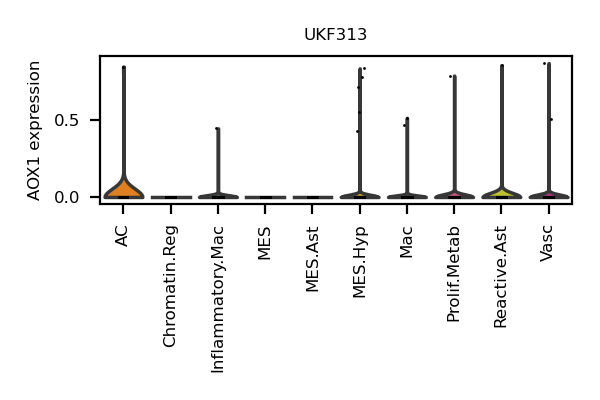 UKF313
AOX1 expression
0.5
0.0
AC
Chromatin.Reg
Inflammatory.Mac
MES
MES.Ast
MES.Hyp
Mac
Prolif.Metab
Reactive.Ast
Vasc